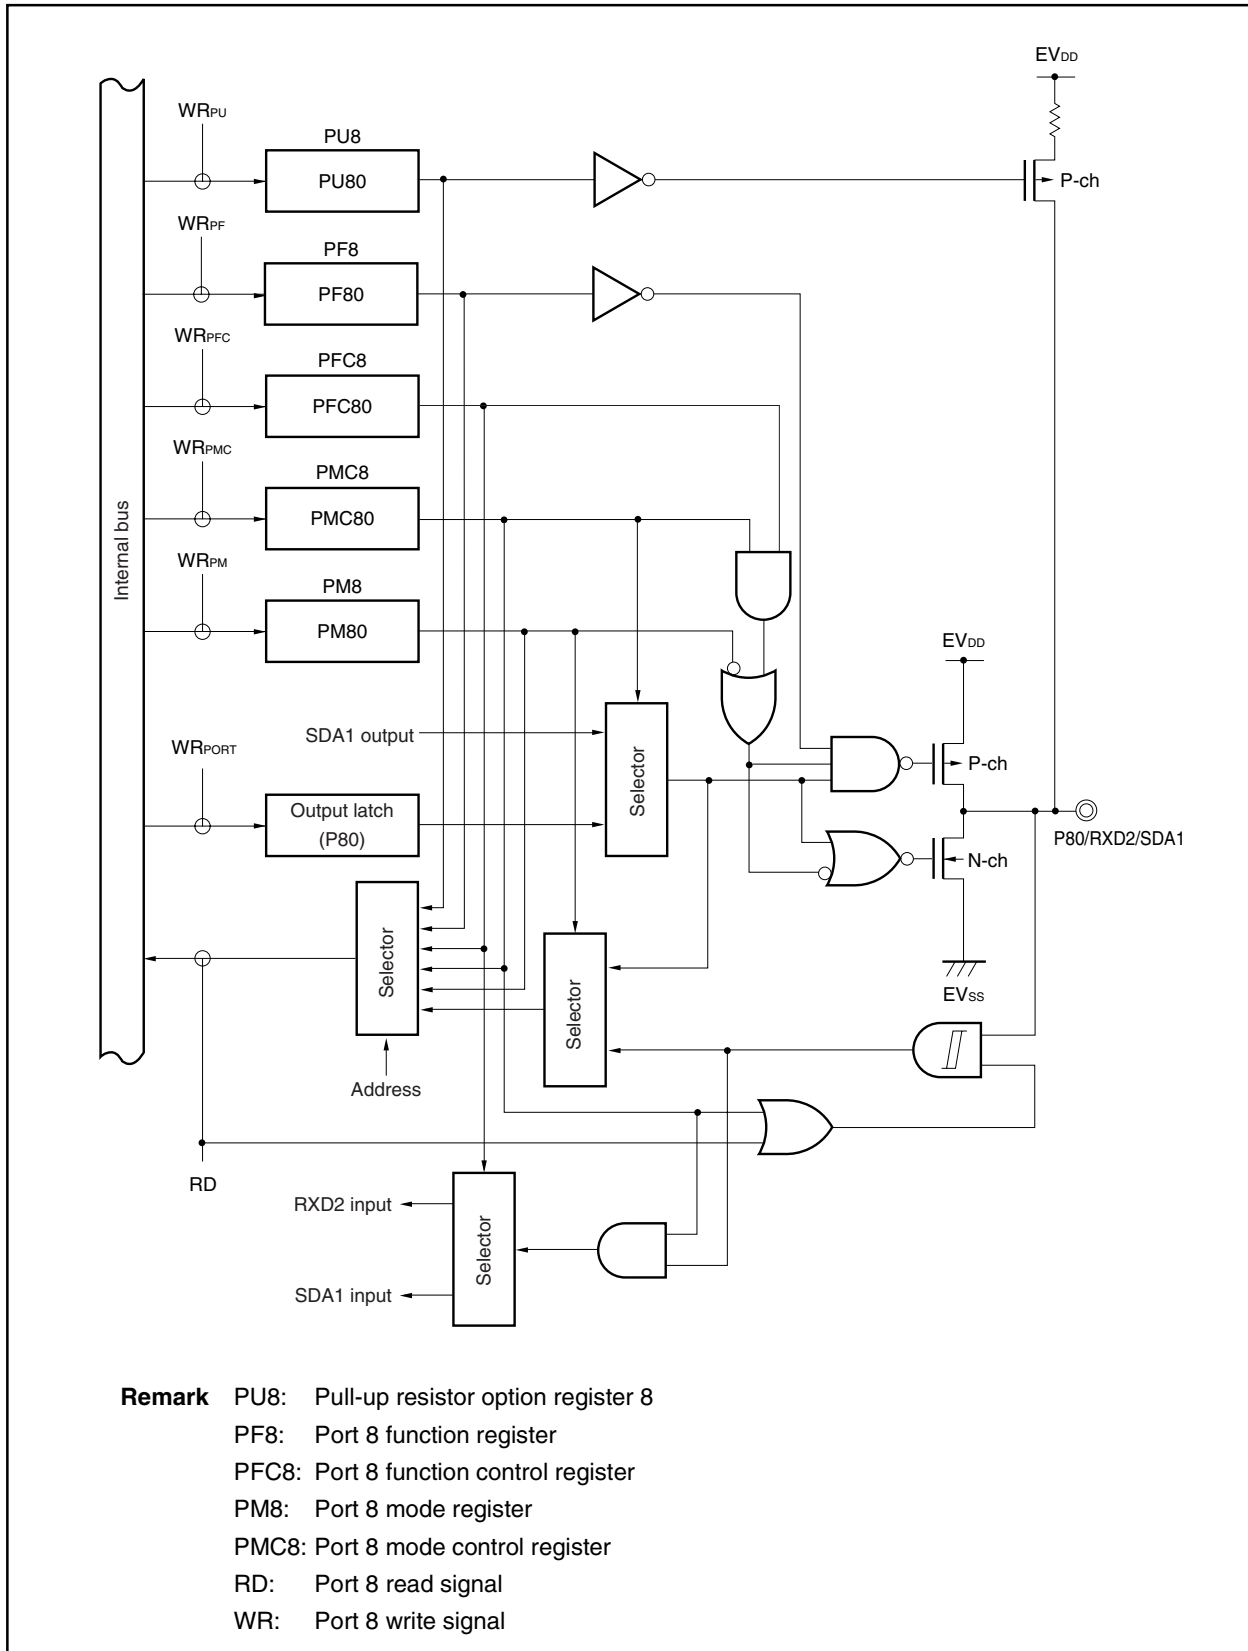 EVDD
WRPU
PU8
PU80
P-ch
WRPF
PF8
PF80
WRPFC
PFC8
PFC80
WRPMC
PMC8
PMC80
Internal bus
WRPM
PM8
PM80
EVDD
SDA1 output
WRPORT
Selector
P-ch
Output latch
(P80)
P80/RXD2/SDA1
N-ch
Selector
Selector
EVSS
Address
RD
RXD2 input
Selector
SDA1 input
Remark PU8: Pull-up resistor option register 8
PF8: Port 8 function register
PFC8: Port 8 function control register
PM8: Port 8 mode register
PMC8: Port 8 mode control register
RD: Port 8 read signal
WR: Port 8 write signal